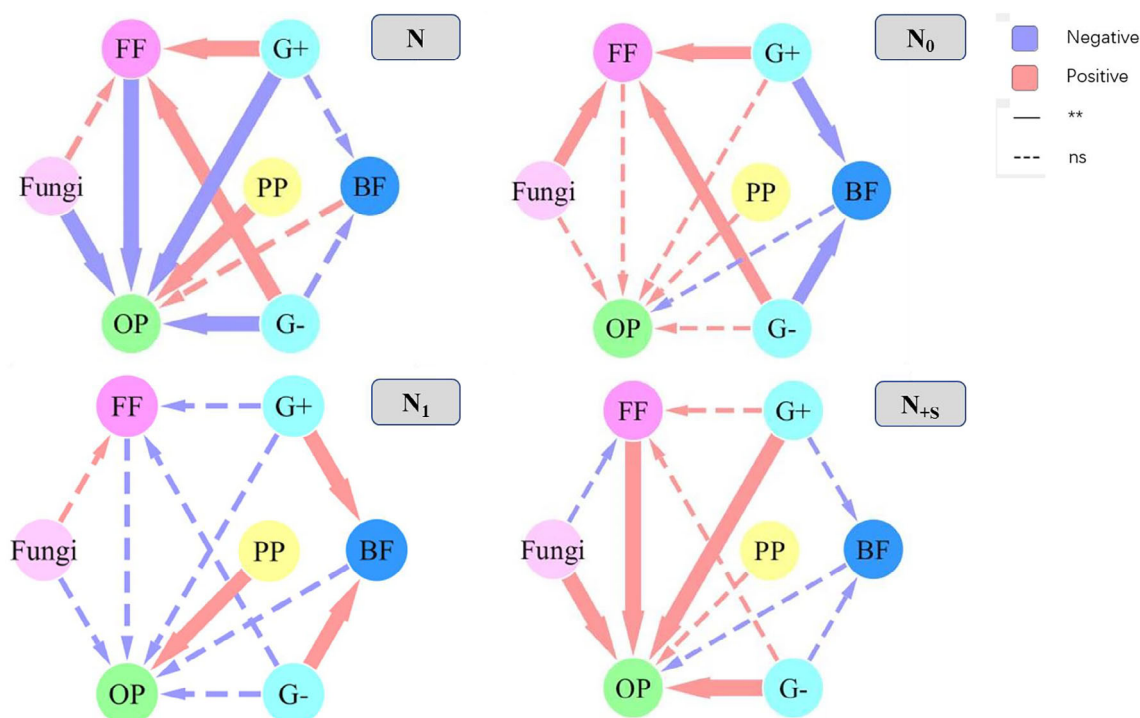 FF
G+
N
Fungi
PP
BF
OP
G-
FF
G+
N₀
Fungi
PP
BF
OP
G-
Negative
Positive
**
ns
FF
G+
N₁
Fungi
PP
BF
OP
G-
FF
G+
N₊ₛ
Fungi
PP
BF
OP
G-